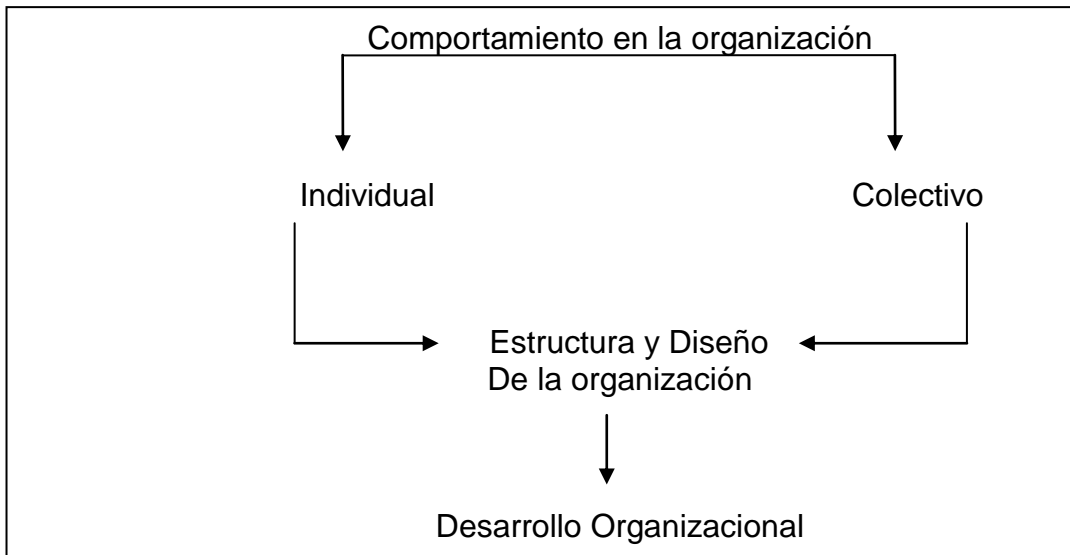 Comportamiento en la organización
Individual
Colectivo
Estructura y Diseño
De la organización
Desarrollo Organizacional